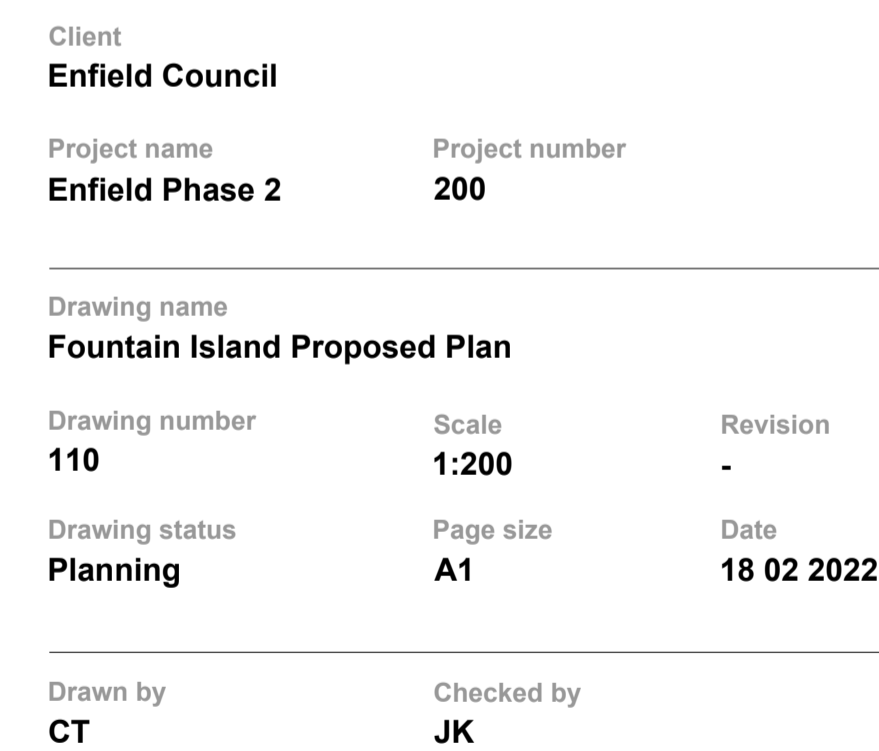 Client
Enfield Council
Project name Project number
Enfield Phase 2 200
Drawing name
Fountain Island Proposed Plan
Drawing number Scale Revision
110 1:200 -
Drawing status Page size Date
Planning A1 18 02 2022
Drawn by Checked by
CT JK